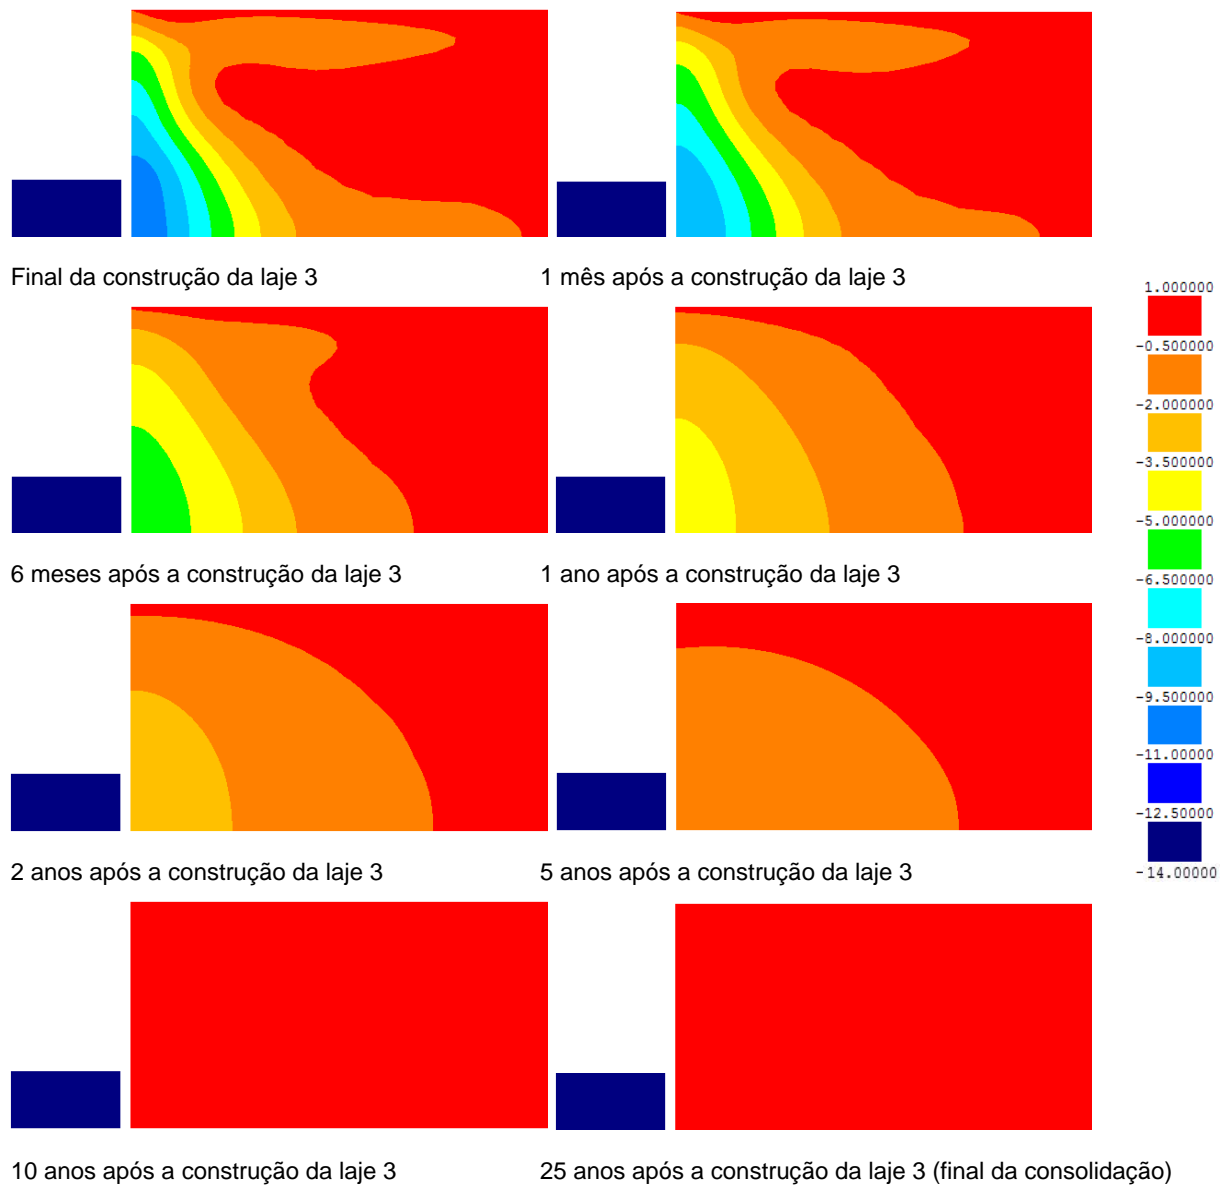 Final da construção da laje 3
1 mês após a construção da laje 3
1.000000
-0.500000
-2.000000
-3.500000
-5.000000
-6.500000
-8.000000
-9.500000
-11.00000
-12.50000
-14.00000
6 meses após a construção da laje 3
1 ano após a construção da laje 3
2 anos após a construção da laje 3
5 anos após a construção da laje 3
10 anos após a construção da laje 3
25 anos após a construção da laje 3 (final da consolidação)